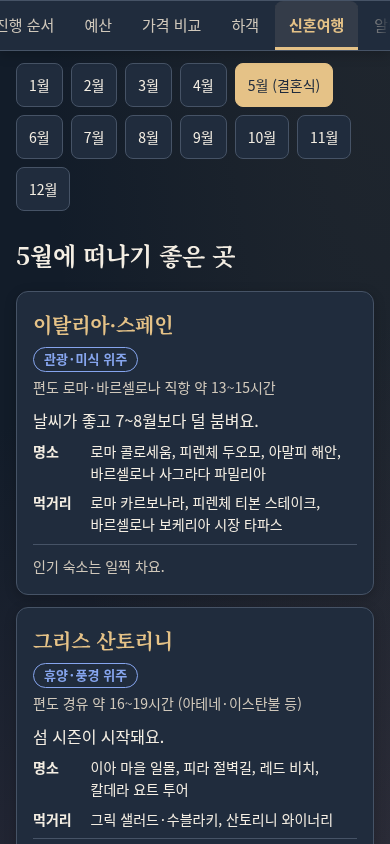 진행 순서 예산 가격 비교 하객 신혼여행
1월 2월 3월 4월 5월 (결혼식)
6월 7월 8월 9월 10월 11월
12월
5월에 떠나기 좋은 곳
이탈리아·스페인
관광·미식 위주
편도 로마·바르셀로나 직항 약 13~15시간
날씨가 좋고 7~8월보다 덜 붐벼요.
명소 로마 콜로세움, 피렌체 두오모, 아말피 해안,
바르셀로나 사그라다 파밀리아
먹거리 로마 카르보나라, 피렌체 티본 스테이크,
바르셀로나 보케리아 시장 타파스
인기 숙소는 일찍 차요.
그리스 산토리니
휴양·풍경 위주
편도 경유 약 16~19시간 (아테네·이스탄불 등)
섬 시즌이 시작돼요.
명소 이아 마을 일몰, 피라 절벽길, 레드 비치,
칼데라 요트 투어
먹거리 그릭 샐러드·수블라키, 산토리니 와이너리